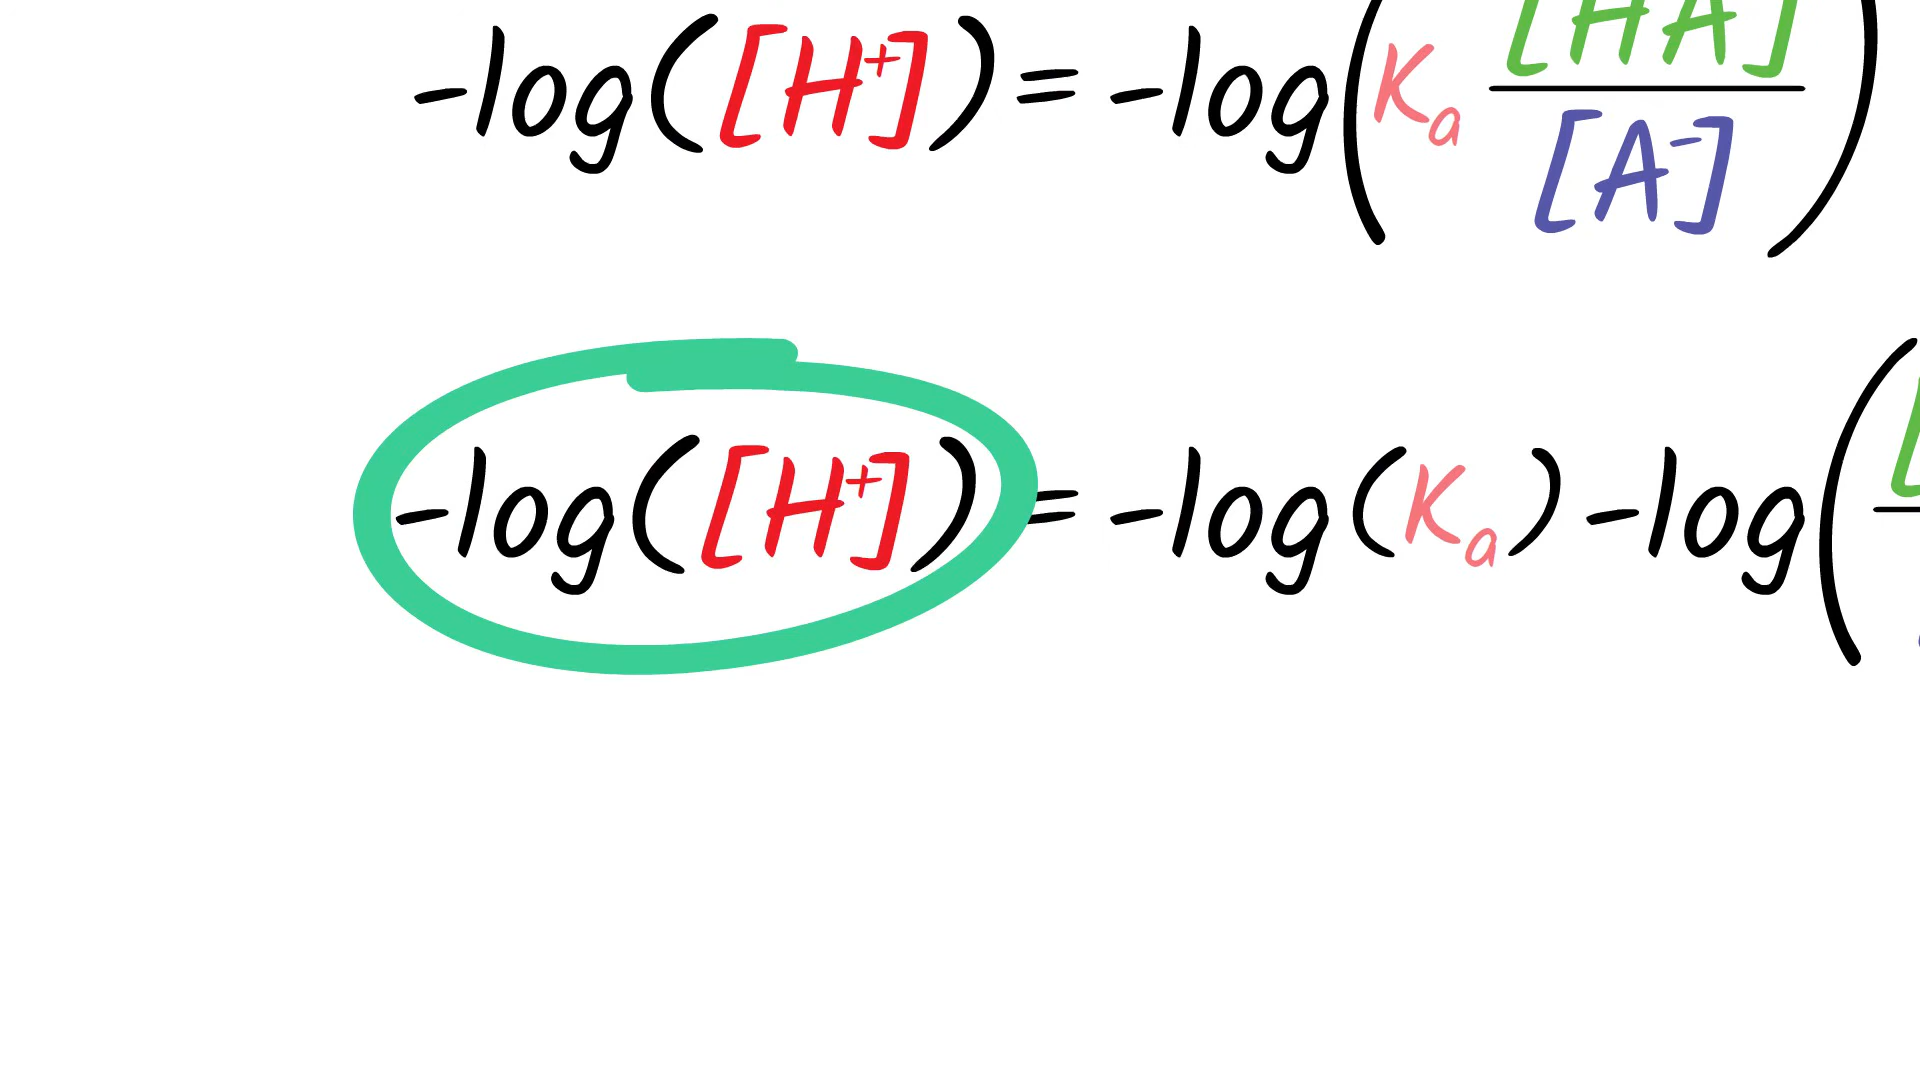 -log([H⁺]) = -log(Kₐ [HA]/[A⁻])
-log([H⁺]) = -log(Kₐ) -log(